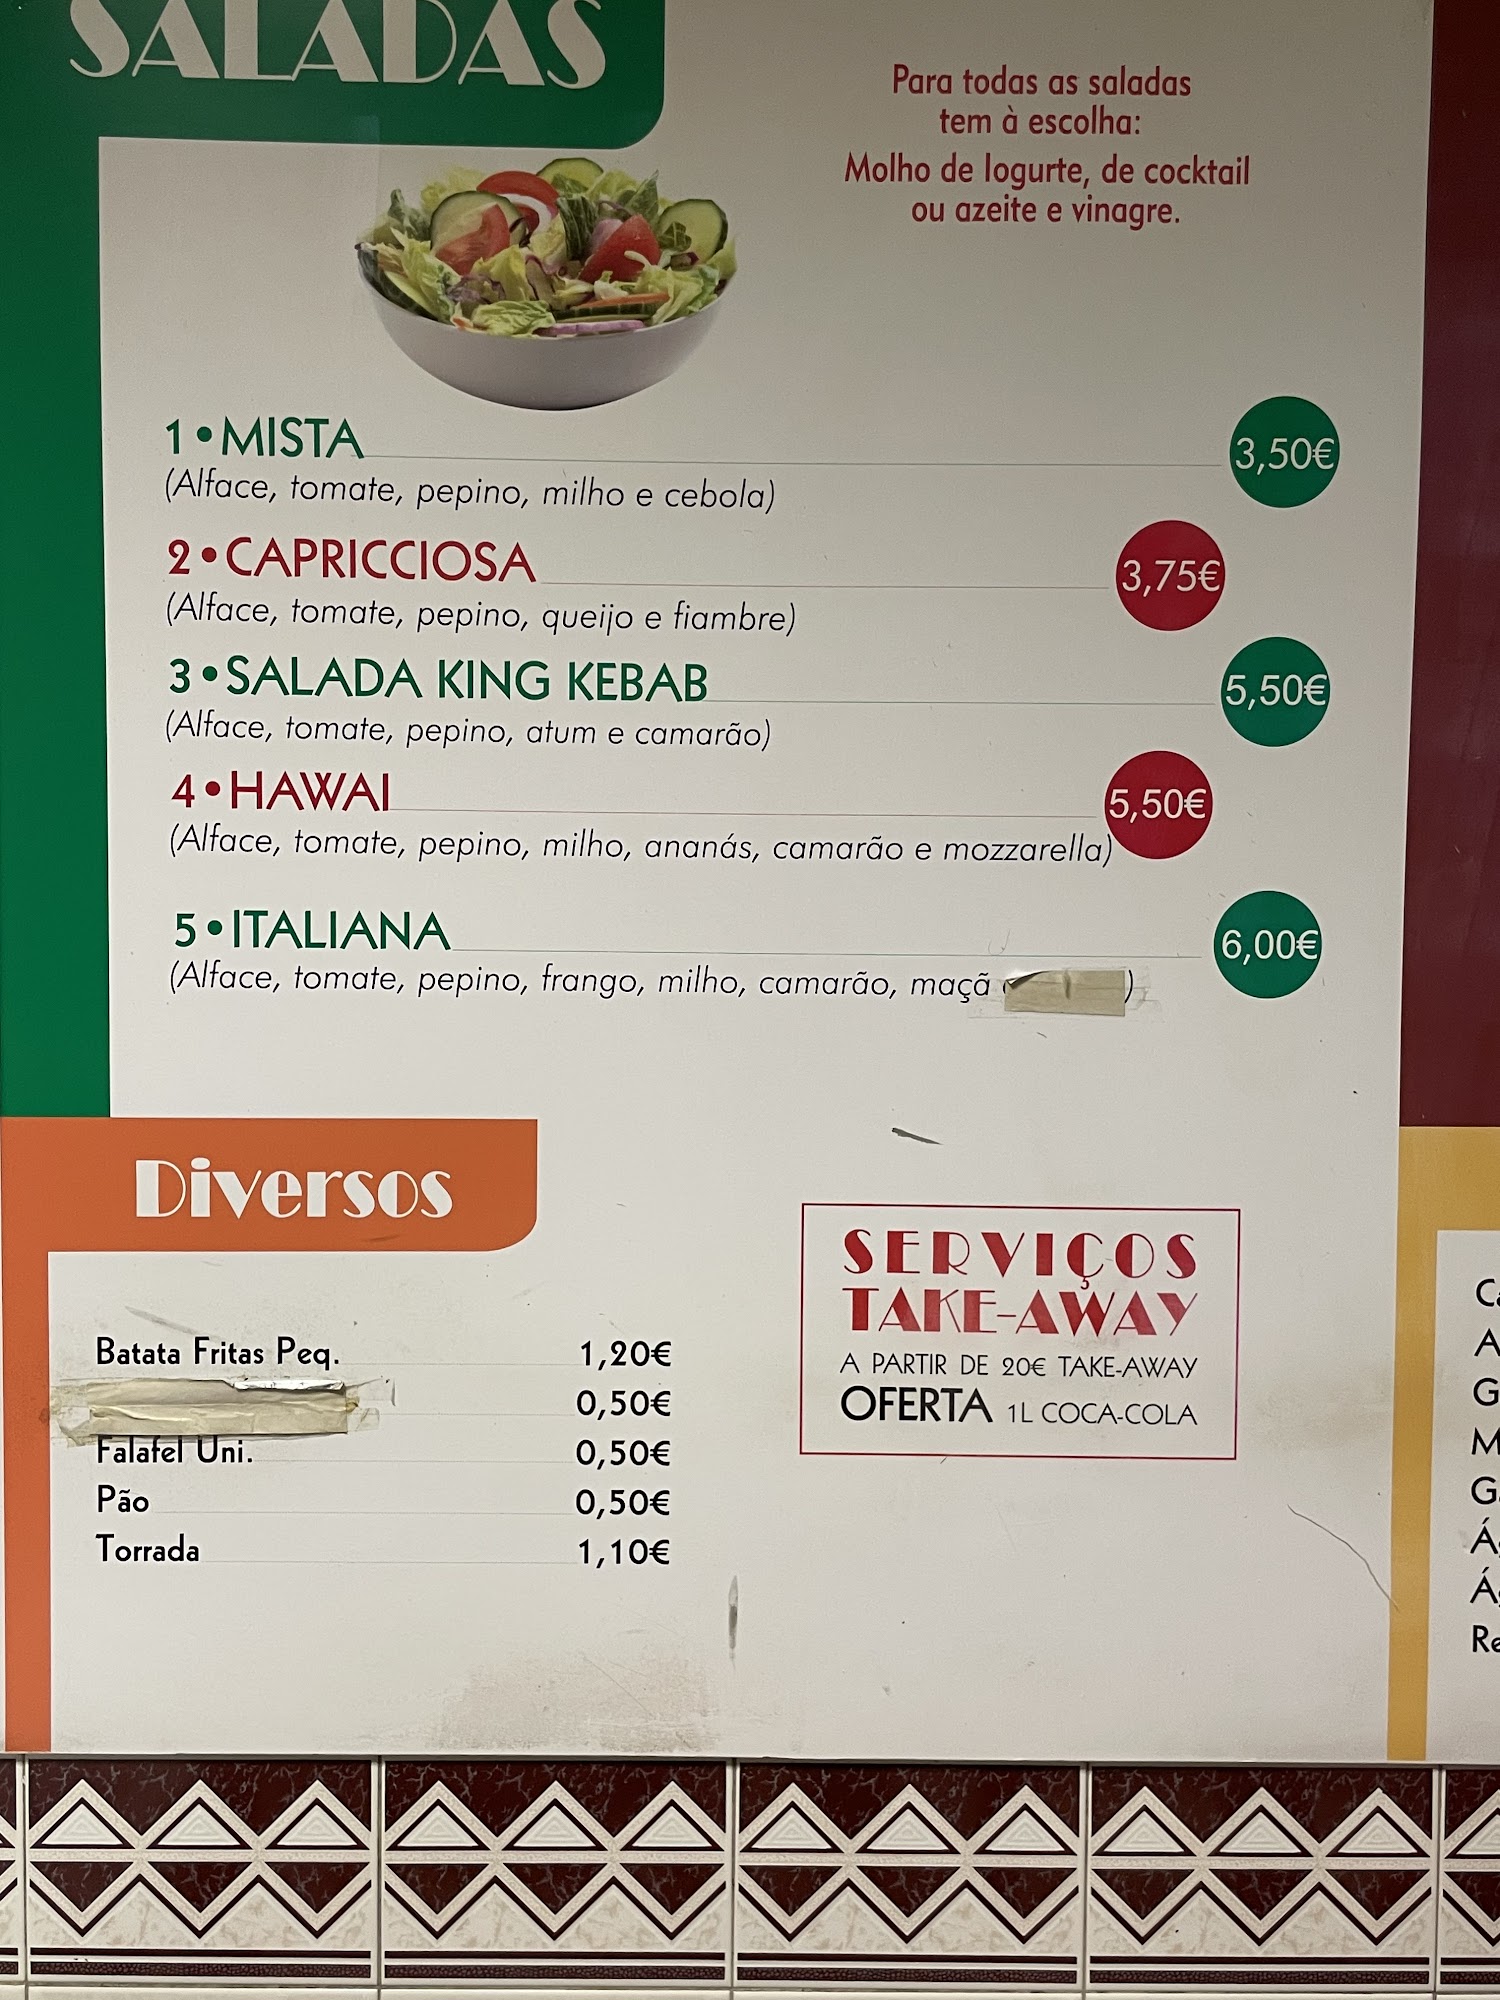 SALADAS
Para todas as saladas
tem à escolha:
Molho de Iogurte, de cocktail
ou azeite e vinagre.
1•MISTA 3,50€
(Alface, tomate, pepino, milho e cebola)
2•CAPRICCIOSA 3,75€
(Alface, tomate, pepino, queijo e fiambre)
3•SALADA KING KEBAB 5,50€
(Alface, tomate, pepino, atum e camarão)
4•HAWAI 5,50€
(Alface, tomate, pepino, milho, ananás, camarão e mozzarella)
5•ITALIANA 6,00€
(Alface, tomate, pepino, frango, milho, camarão, maçã )
Diversos
Batata Fritas Peq. 1,20€
0,50€
Falafel Uni. 0,50€
Pão 0,50€
Torrada 1,10€
SERVIÇOS
TAKE-AWAY
A PARTIR DE 20€ TAKE-AWAY
OFERTA 1L COCA-COLA